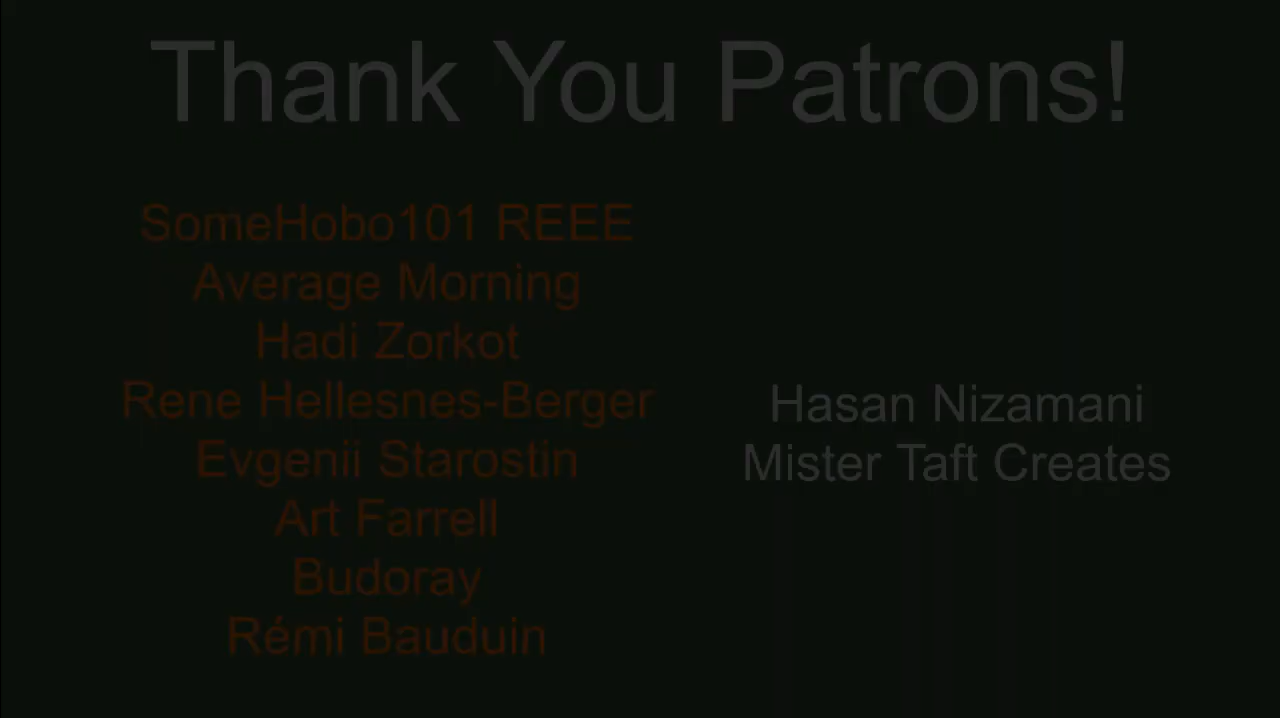 Thank You Patrons!
SomeHobo101 REEE
Average Morning
Hadi Zorkot
Rene Hellesnes-Berger
Evgenii Starostin
Art Farrell
Budoray
Rémi Bauduin
Hasan Nizamani
Mister Taft Creates